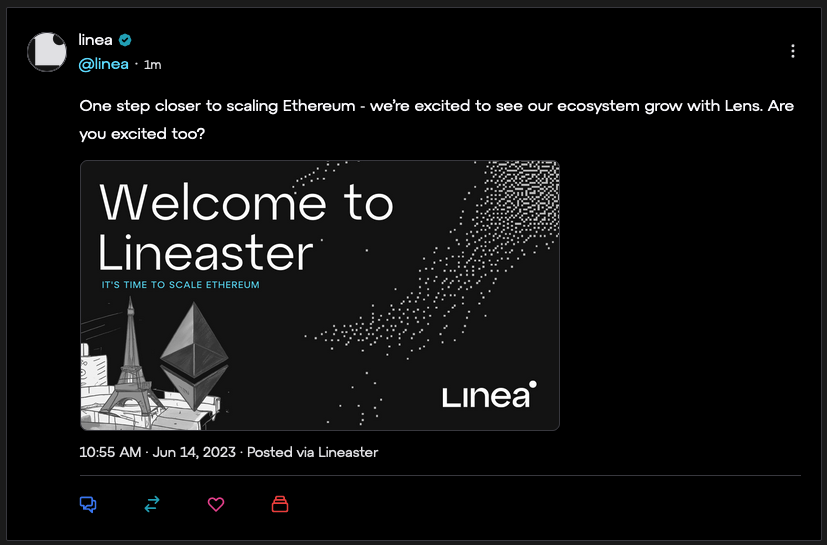 linea
@linea · 1m
One step closer to scaling Ethereum - we’re excited to see our ecosystem grow with Lens. Are
you excited too?
Welcome to
Lineaster
IT'S TIME TO SCALE ETHEREUM
Linea
10:55 AM · Jun 14, 2023 · Posted via Lineaster